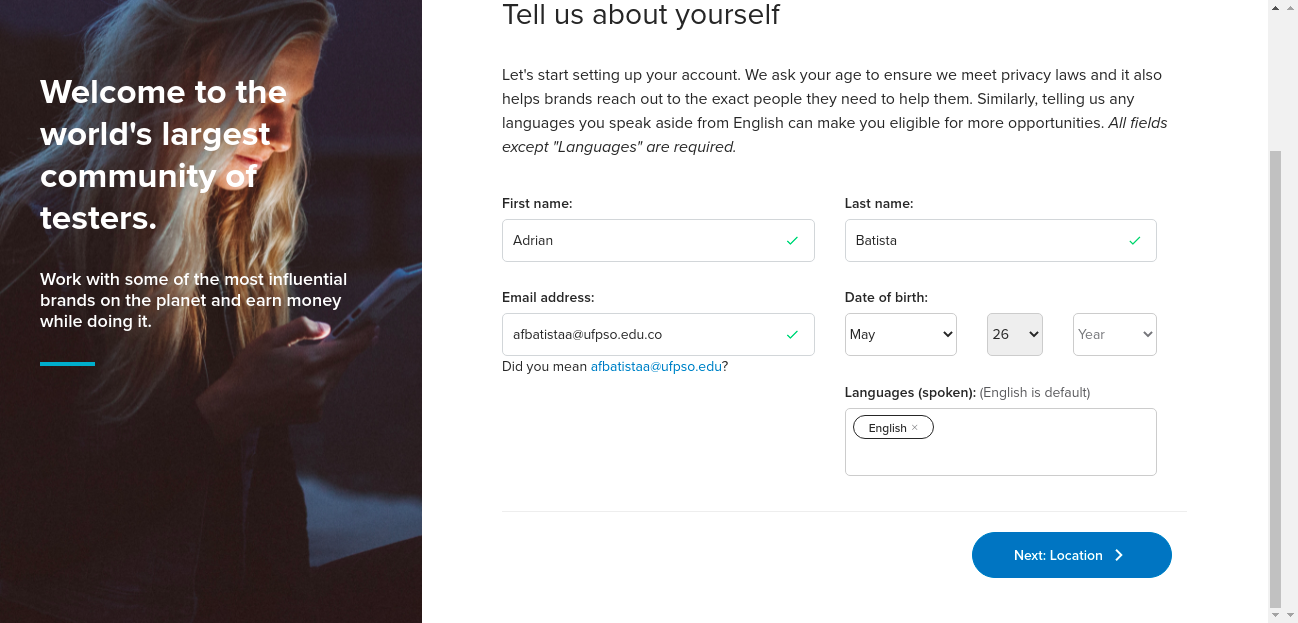 Welcome to the
world's largest
community of
testers.
Work with some of the most influential
brands on the planet and earn money
while doing it.
Tell us about yourself
Let's start setting up your account. We ask your age to ensure we meet privacy laws and it also
helps brands reach out to the exact people they need to help them. Similarly, telling us any
languages you speak aside from English can make you eligible for more opportunities. All fields
except "Languages" are required.
First name:
Last name:
Adrian
Batista
Email address:
Date of birth:
afbatistaa@ufpso.edu.co
May
26
Year
Did you mean afbatistaa@ufpso.edu?
Languages (spoken): (English is default)
English ×
Next: Location